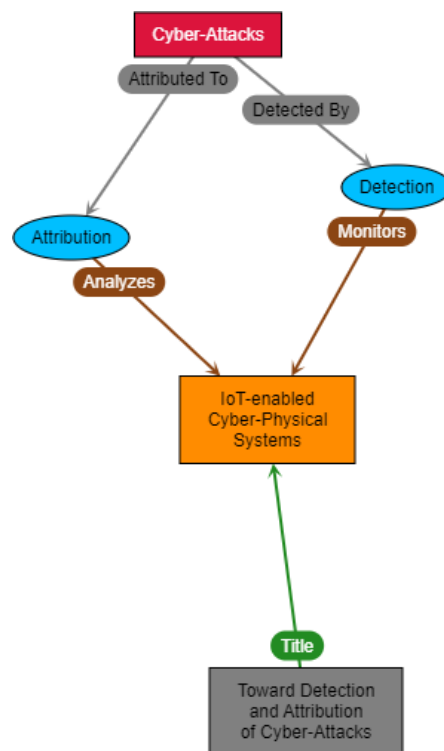 Cyber-Attacks
Attributed To
Detected By
Detection
Attribution
Monitors
Analyzes
IoT-enabled
Cyber-Physical
Systems
Title
Toward Detection
and Attribution
of Cyber-Attacks